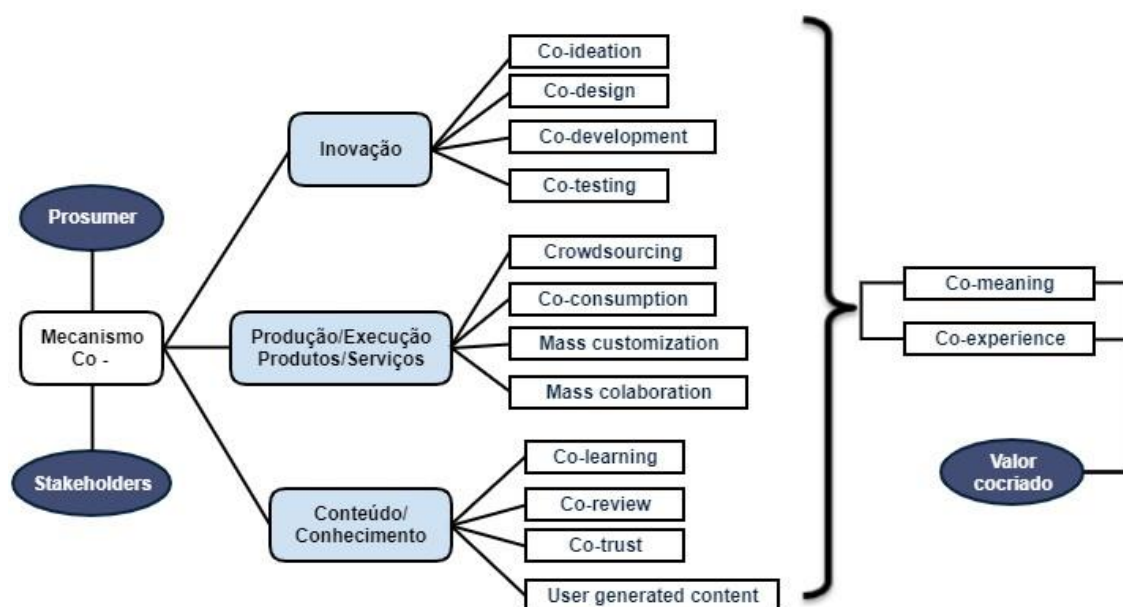 Prosumer
Mecanismo
Co -
Stakeholders
Inovação
Co-ideation
Co-design
Co-development
Co-testing
Produção/Execução
Produtos/Serviços
Crowdsourcing
Co-consumption
Mass customization
Mass colaboration
Conteúdo/
Conhecimento
Co-learning
Co-review
Co-trust
User generated content
Co-meaning
Co-experience
Valor
cocriado